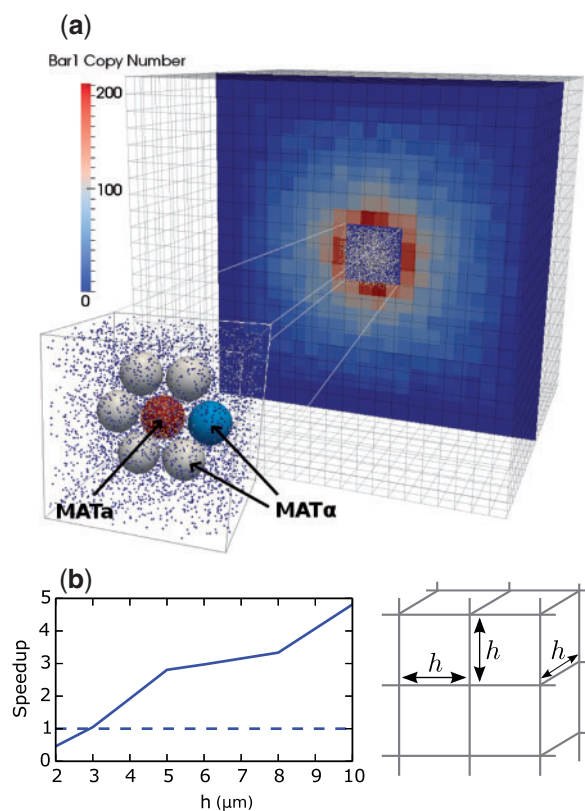 (a)
Bar1 Copy Number
200
100
0
MATa
MATα
(b)
5
4
3
2
1
0
Speedup
2 3 4 5 6 7 8 9 10
h (μm)
h
h
h